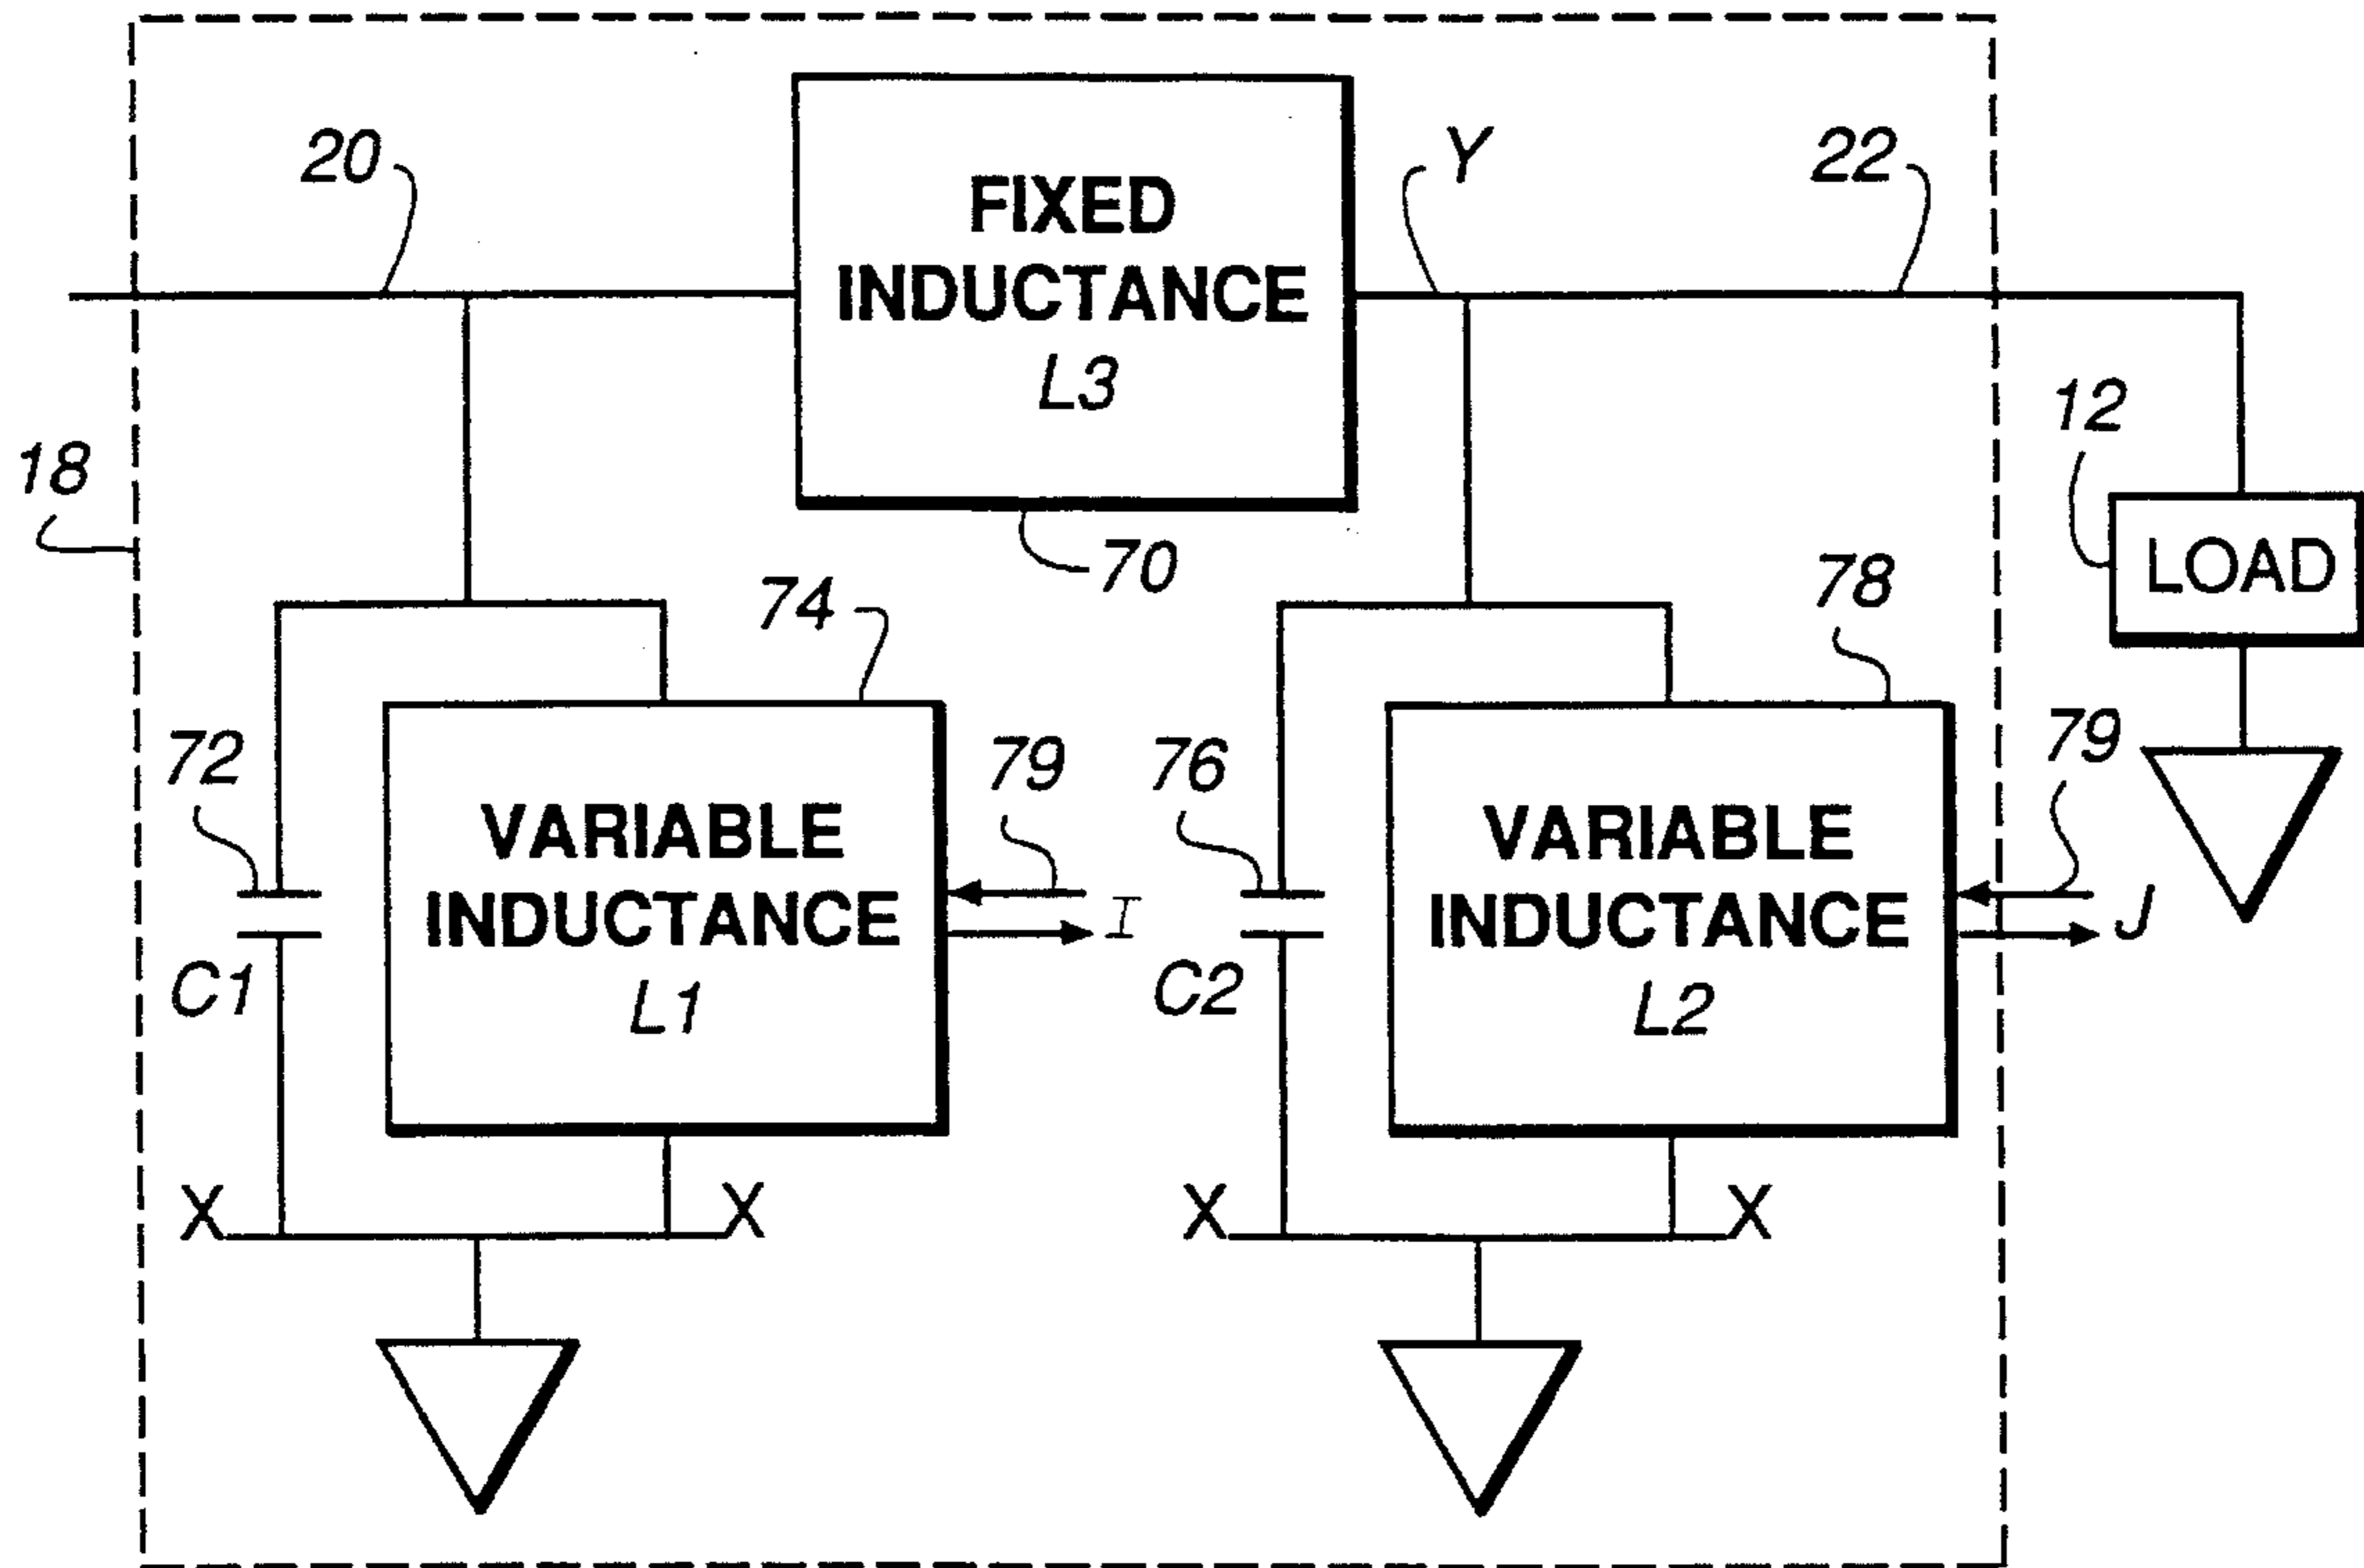 20
FIXED
INDUCTANCE
L3
Y
22
18
70
12
LOAD
74
78
72
VARIABLE
INDUCTANCE
L1
79
I
76
VARIABLE
INDUCTANCE
L2
79
J
C1
C2
X
X
X
X